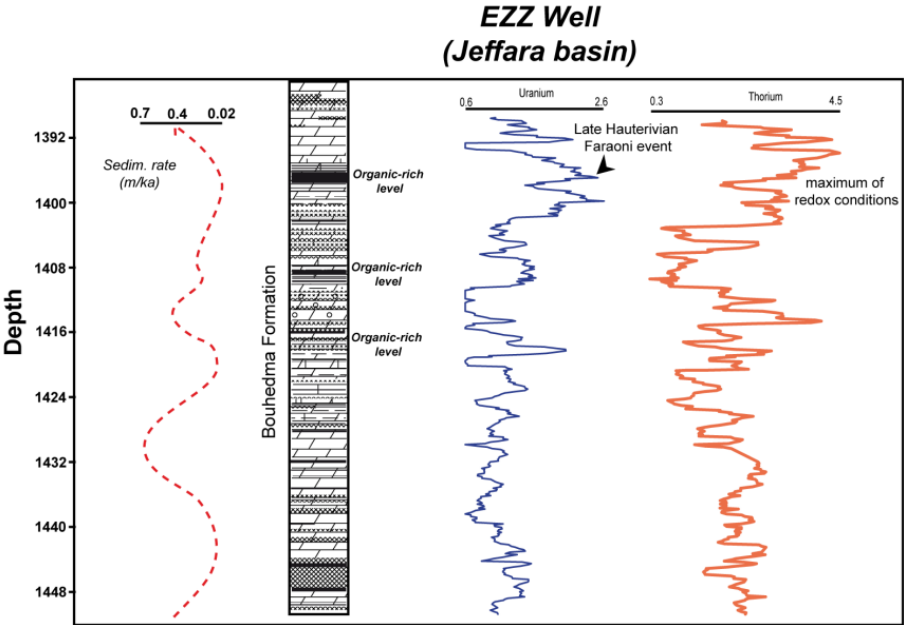 EZZ Well
(Jeffara basin)
0.7 0.4 0.02
Sedim. rate
(m/ka)
Uranium
0.6 2.6
Thorium
0.3 4.5
Late Hauterivian
Faraoni event
maximum of
redox conditions
Organic-rich
level
Organic-rich
level
Organic-rich
level
Bouhedma Formation
Depth
1392
1400
1408
1416
1424
1432
1440
1448